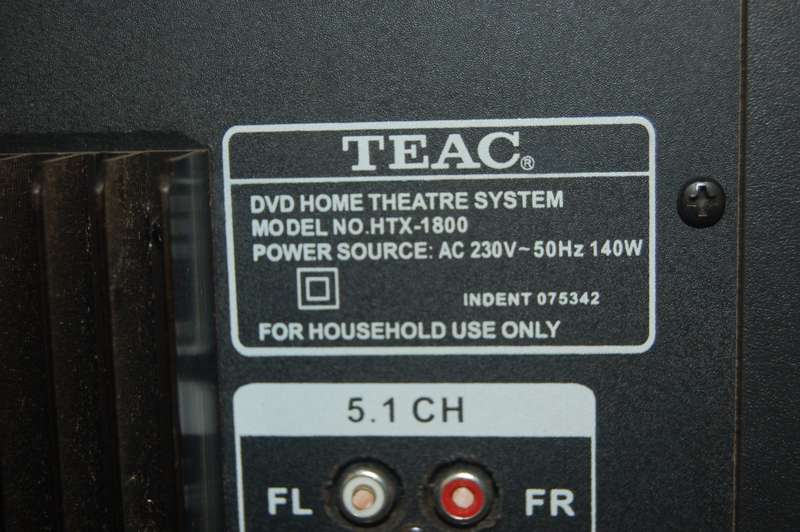 TEAC®
DVD HOME THEATRE SYSTEM
MODEL NO.HTX-1800
POWER SOURCE: AC 230V~50Hz 140W
INDENT 075342
FOR HOUSEHOLD USE ONLY
5.1 CH
FL FR